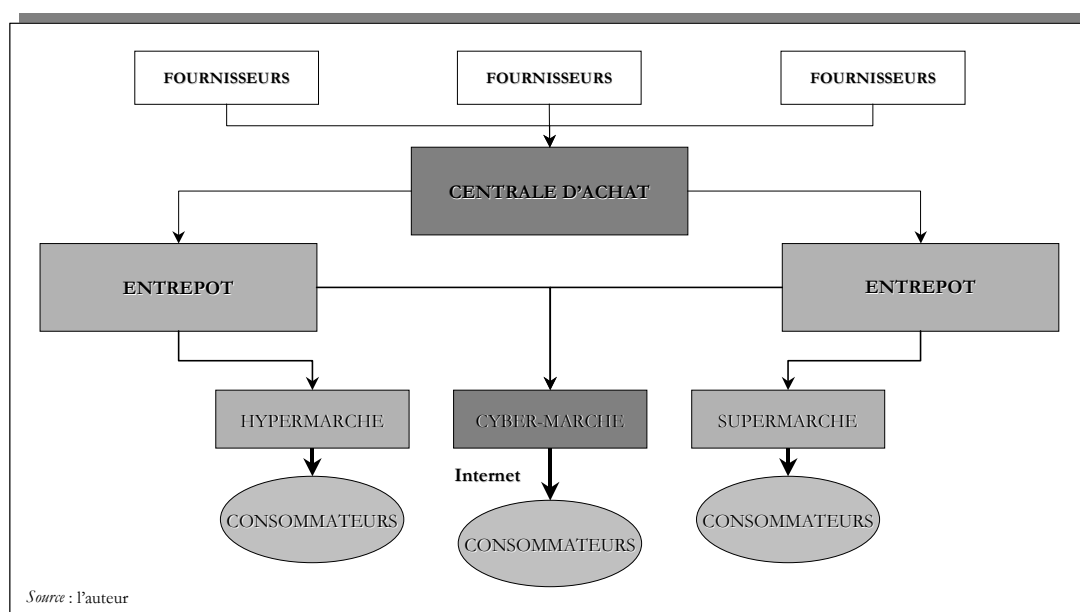 FOURNISSEURS
FOURNISSEURS
FOURNISSEURS
CENTRALE D'ACHAT
ENTREPOT
ENTREPOT
HYPERMARCHE
CYBER-MARCHE
SUPERMARCHE
Internet
CONSOMMATEURS
CONSOMMATEURS
CONSOMMATEURS
Source : l'auteur